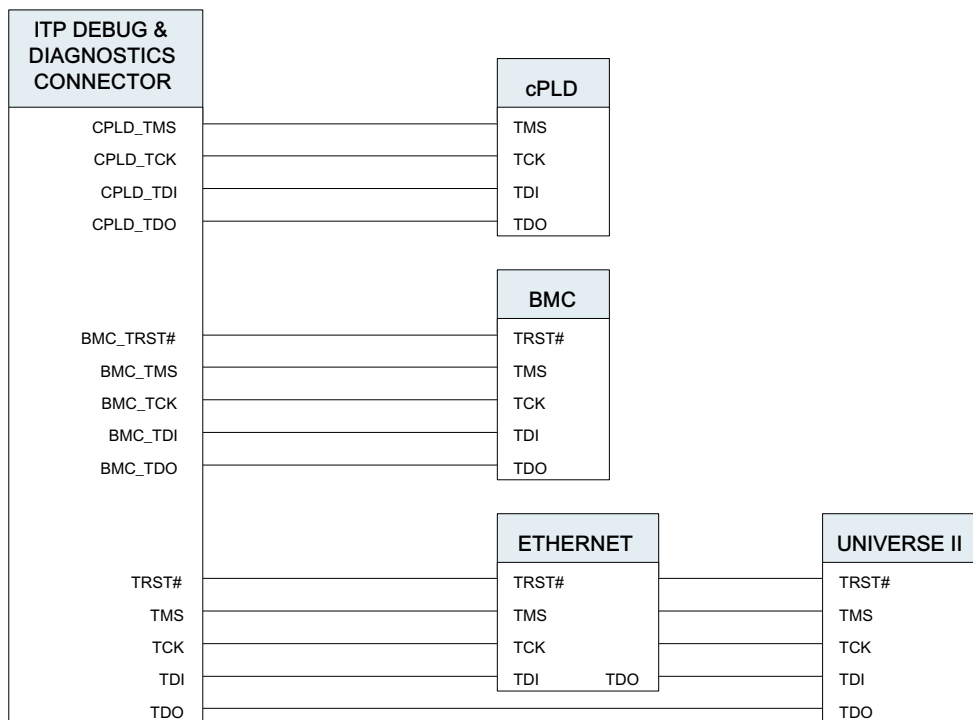 ITP DEBUG &
DIAGNOSTICS
CONNECTOR
CPLD_TMS
CPLD_TCK
CPLD_TDI
CPLD_TDO
BMC_TRST#
BMC_TMS
BMC_TCK
BMC_TDI
BMC_TDO
TRST#
TMS
TCK
TDI
TDO
cPLD
TMS
TCK
TDI
TDO
BMC
TRST#
TMS
TCK
TDI
TDO
ETHERNET
TRST#
TMS
TCK
TDI TDO
UNIVERSE II
TRST#
TMS
TCK
TDI
TDO